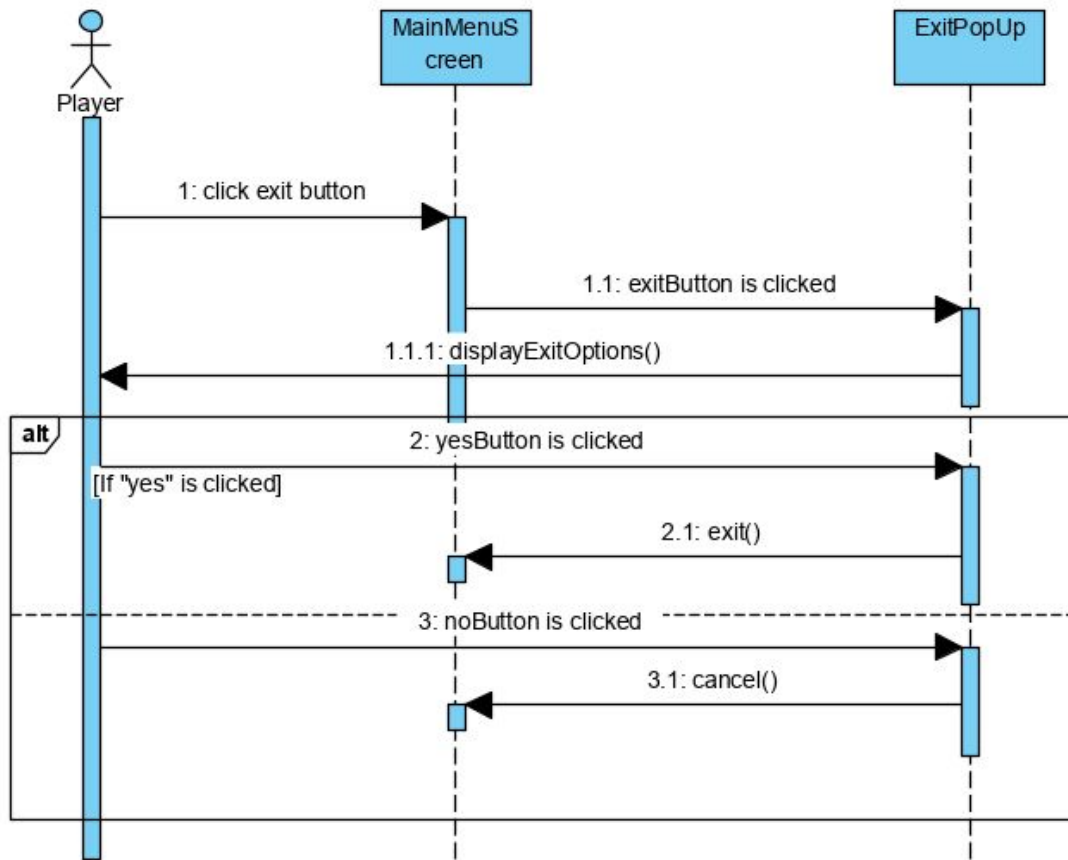 Player
MainMenuS
creen
ExitPopUp
1: click exit button
1.1: exitButton is clicked
1.1.1: displayExitOptions()
alt
2: yesButton is clicked
[If "yes" is clicked]
2.1: exit()
3: noButton is clicked
3.1: cancel()